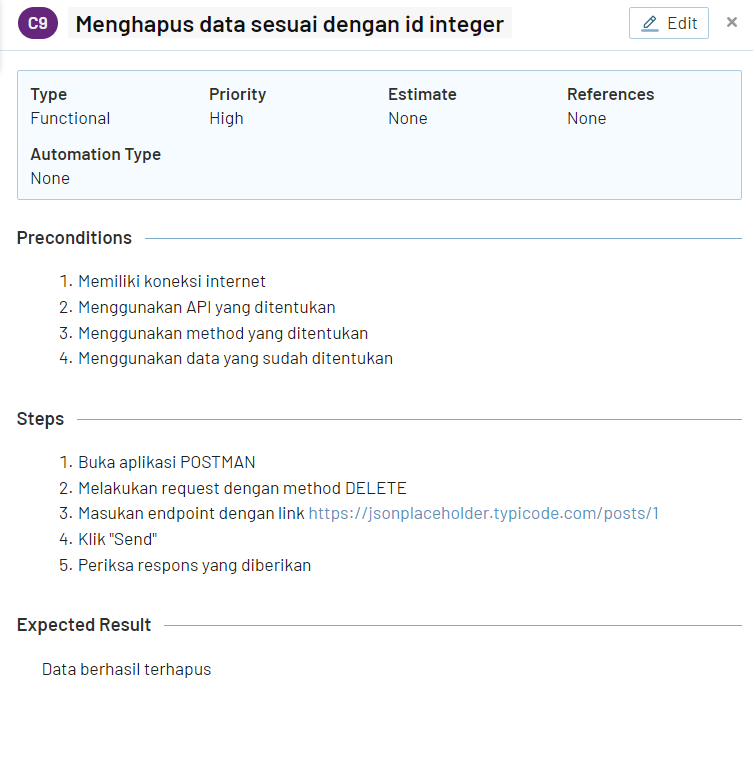 C9 Menghapus data sesuai dengan id integer Edit ×
Type Priority Estimate References
Functional High None None
Automation Type
None
Preconditions
1. Memiliki koneksi internet
2. Menggunakan API yang ditentukan
3. Menggunakan method yang ditentukan
4. Menggunakan data yang sudah ditentukan
Steps
1. Buka aplikasi POSTMAN
2. Melakukan request dengan method DELETE
3. Masukan endpoint dengan link https://jsonplaceholder.typicode.com/posts/1
4. Klik "Send"
5. Periksa respons yang diberikan
Expected Result
Data berhasil terhapus